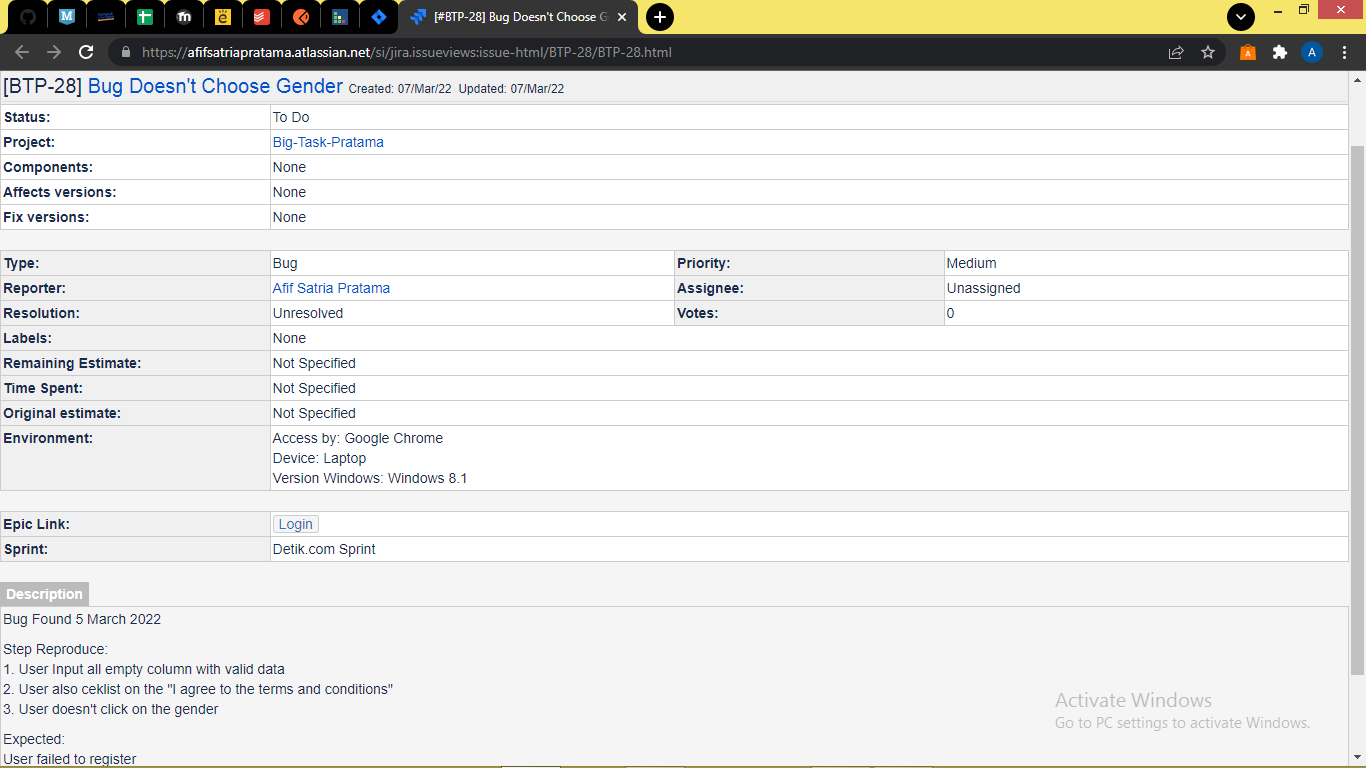 [#BTP-28] Bug Doesn't Choose G
https://afifsatriapratama.atlassian.net/si/jira.issueviews:issue-html/BTP-28/BTP-28.html
A
[BTP-28] Bug Doesn't Choose Gender Created: 07/Mar/22 Updated: 07/Mar/22
Status: To Do
Project: Big-Task-Pratama
Components: None
Affects versions: None
Fix versions: None
Type: Bug Priority: Medium
Reporter: Afif Satria Pratama Assignee: Unassigned
Resolution: Unresolved Votes: 0
Labels: None
Remaining Estimate: Not Specified
Time Spent: Not Specified
Original estimate: Not Specified
Environment: Access by: Google Chrome
Device: Laptop
Version Windows: Windows 8.1
Epic Link: Login
Sprint: Detik.com Sprint
Description
Bug Found 5 March 2022
Step Reproduce:
1. User Input all empty column with valid data
2. User also ceklist on the "I agree to the terms and conditions"
3. User doesn't click on the gender
Expected:
User failed to register
Activate Windows
Go to PC settings to activate Windows.